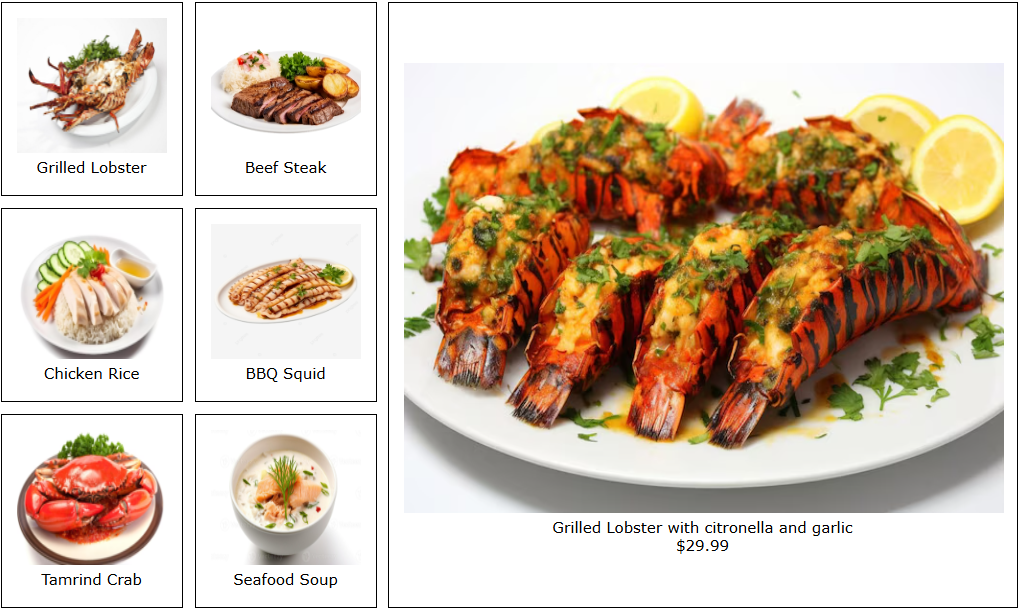 Grilled Lobster
Beef Steak
Chicken Rice
BBQ Squid
Tamrind Crab
Seafood Soup
Grilled Lobster with citronella and garlic
$29.99